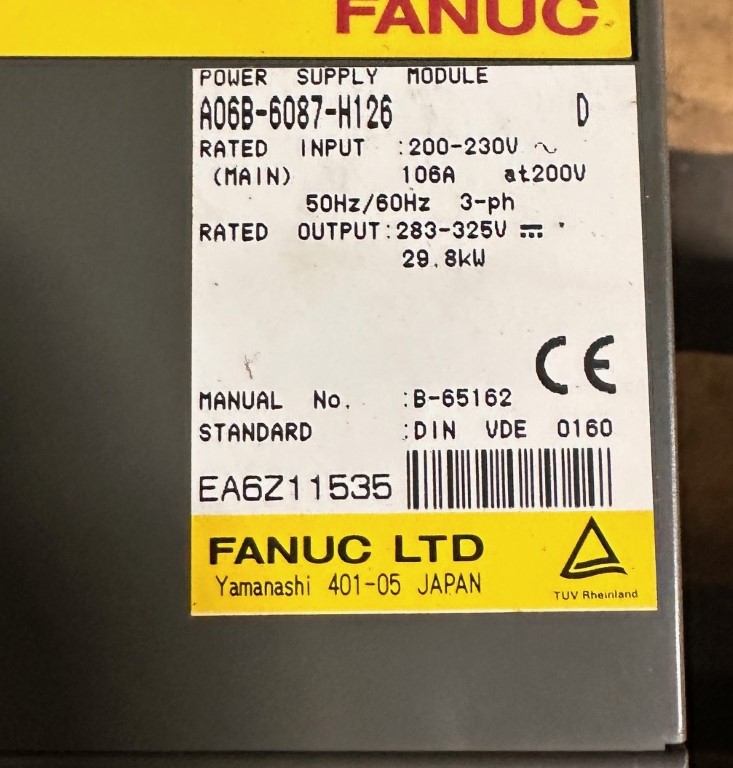 FANUC
POWER SUPPLY MODULE
A06B-6087-H126 D
RATED INPUT :200-230V ～
(MAIN) 106A at200V
50Hz/60Hz 3-ph
RATED OUTPUT:283-325V ⎓
29.8kW
CE
MANUAL No. :B-65162
STANDARD :DIN VDE 0160
EA6Z11535
FANUC LTD
Yamanashi 401-05 JAPAN
TUV Rheinland